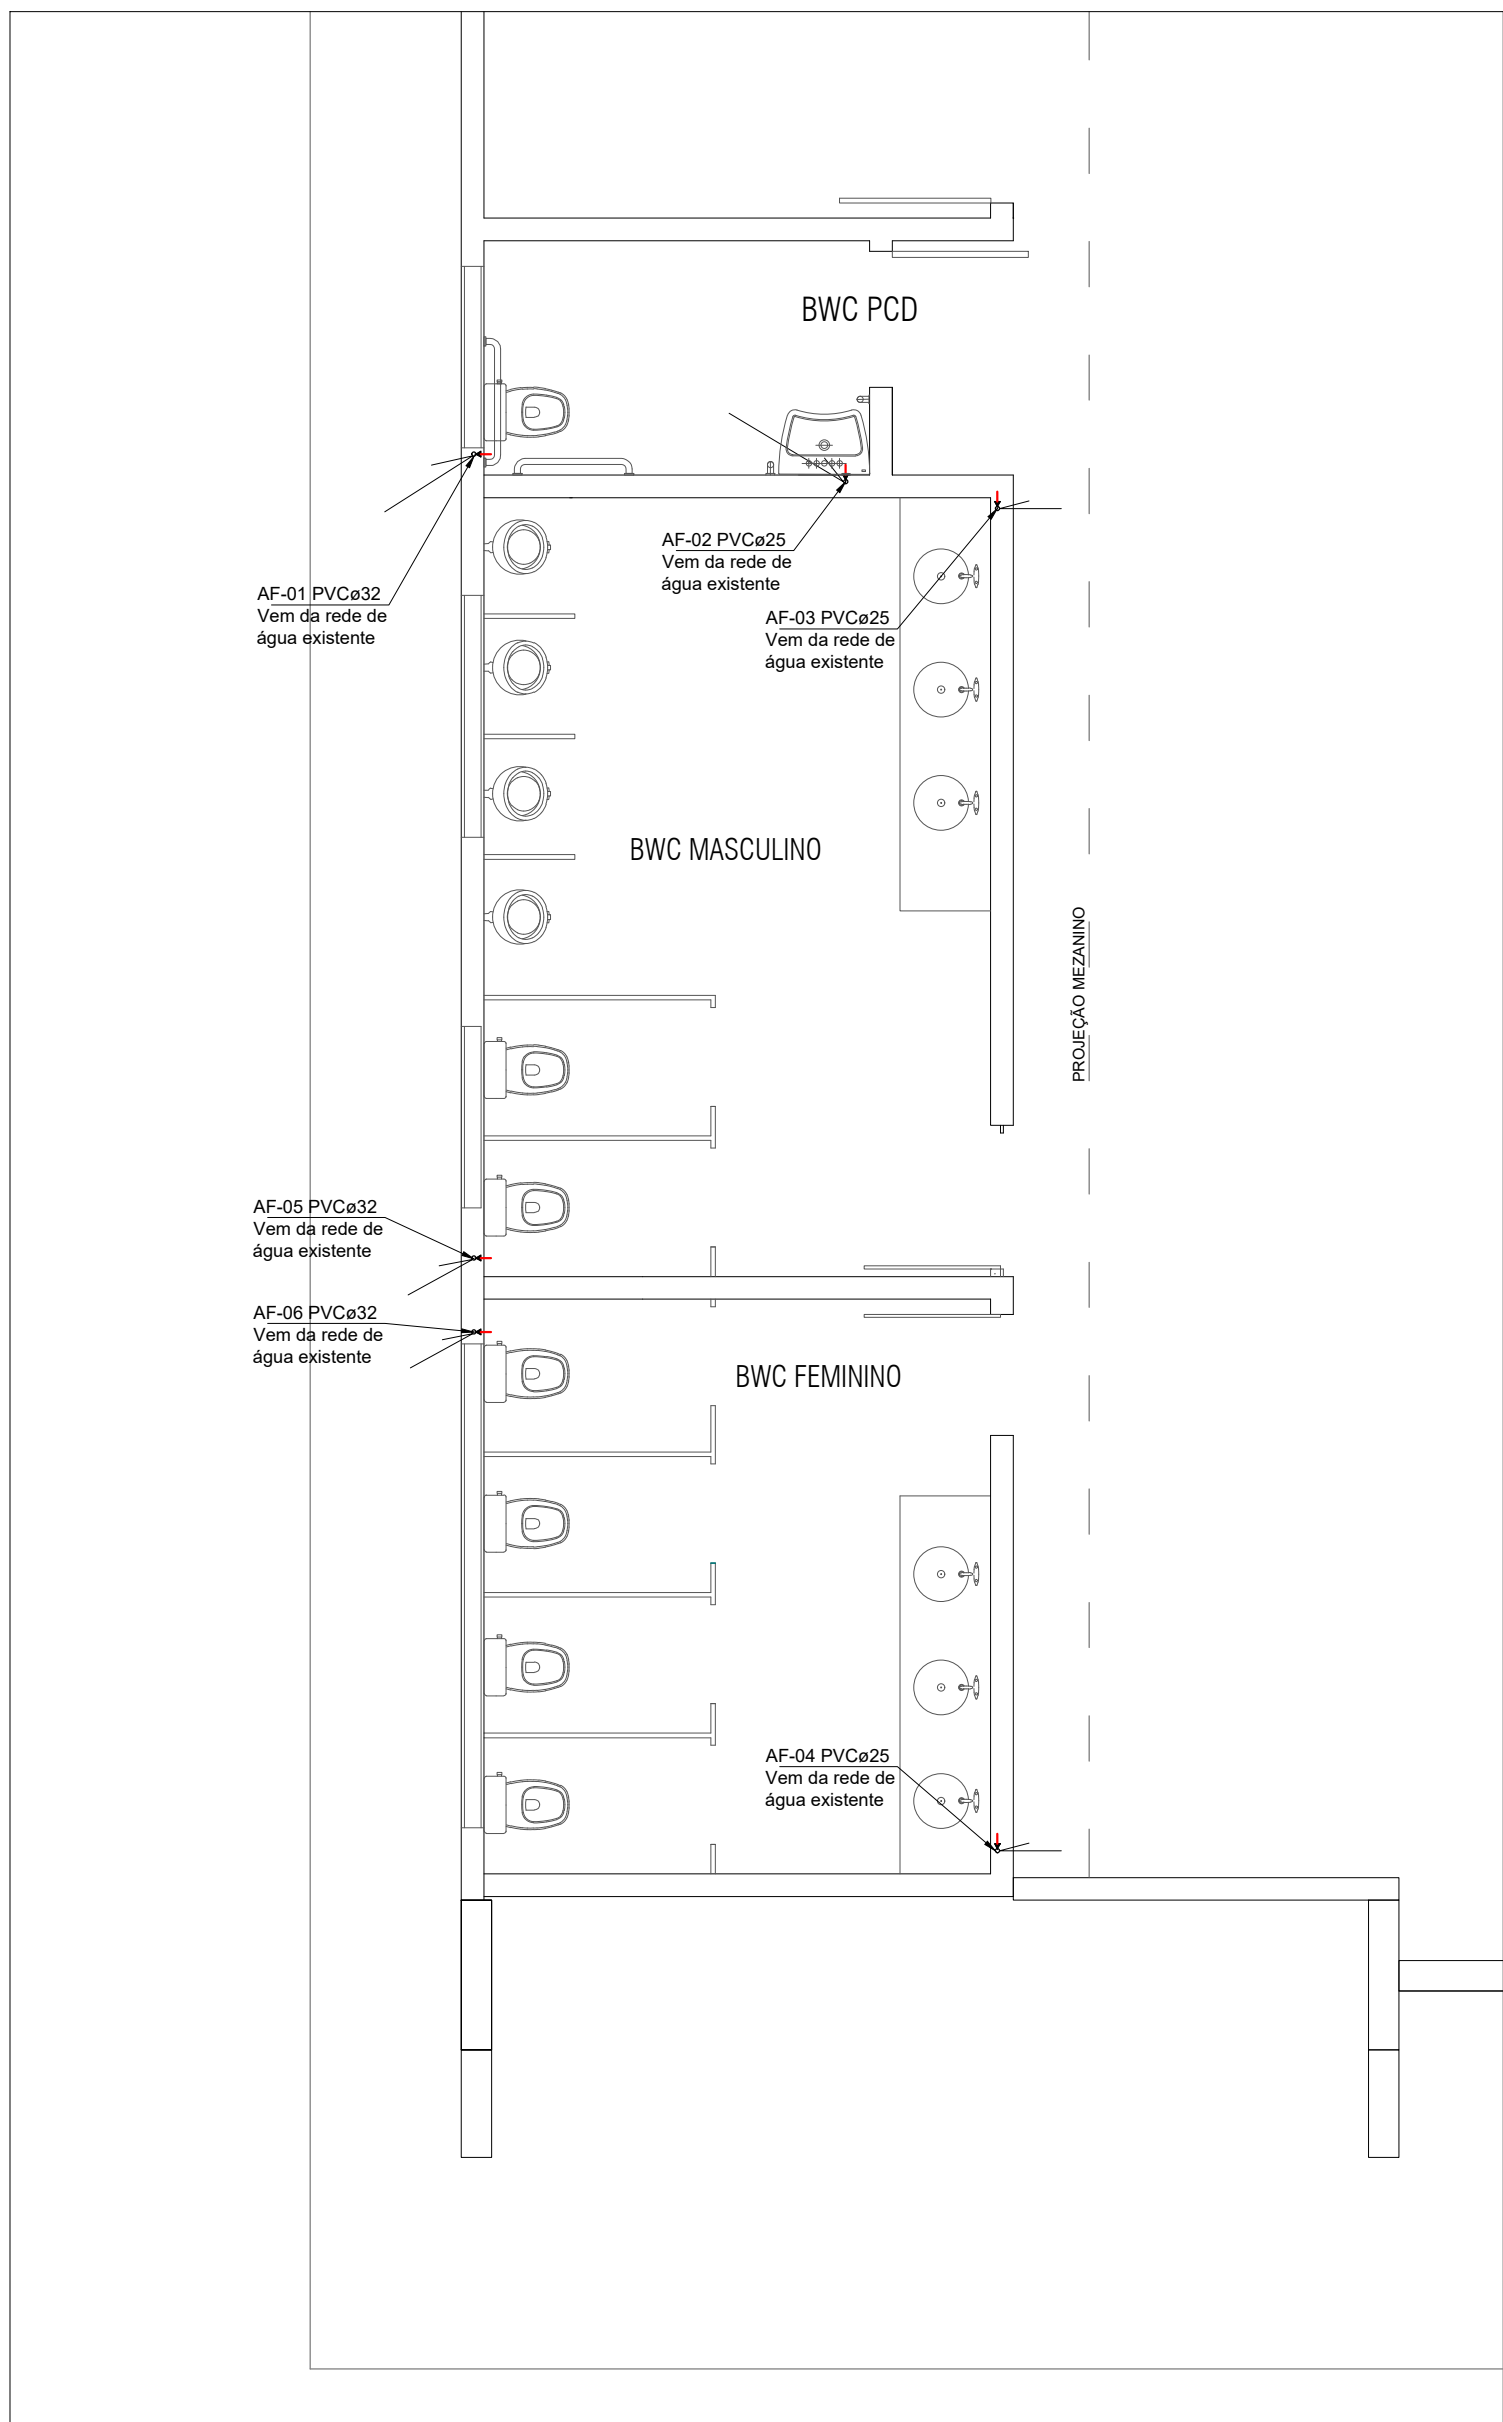 BWC PCD
AF-02 PVCø25
Vem da rede de
água existente
AF-01 PVCø32
Vem da rede de
água existente
AF-03 PVCø25
Vem da rede de
água existente
BWC MASCULINO
PROJEÇÃO MEZANINO
AF-05 PVCø32
Vem da rede de
água existente
AF-06 PVCø32
Vem da rede de
água existente
BWC FEMININO
AF-04 PVCø25
Vem da rede de
água existente